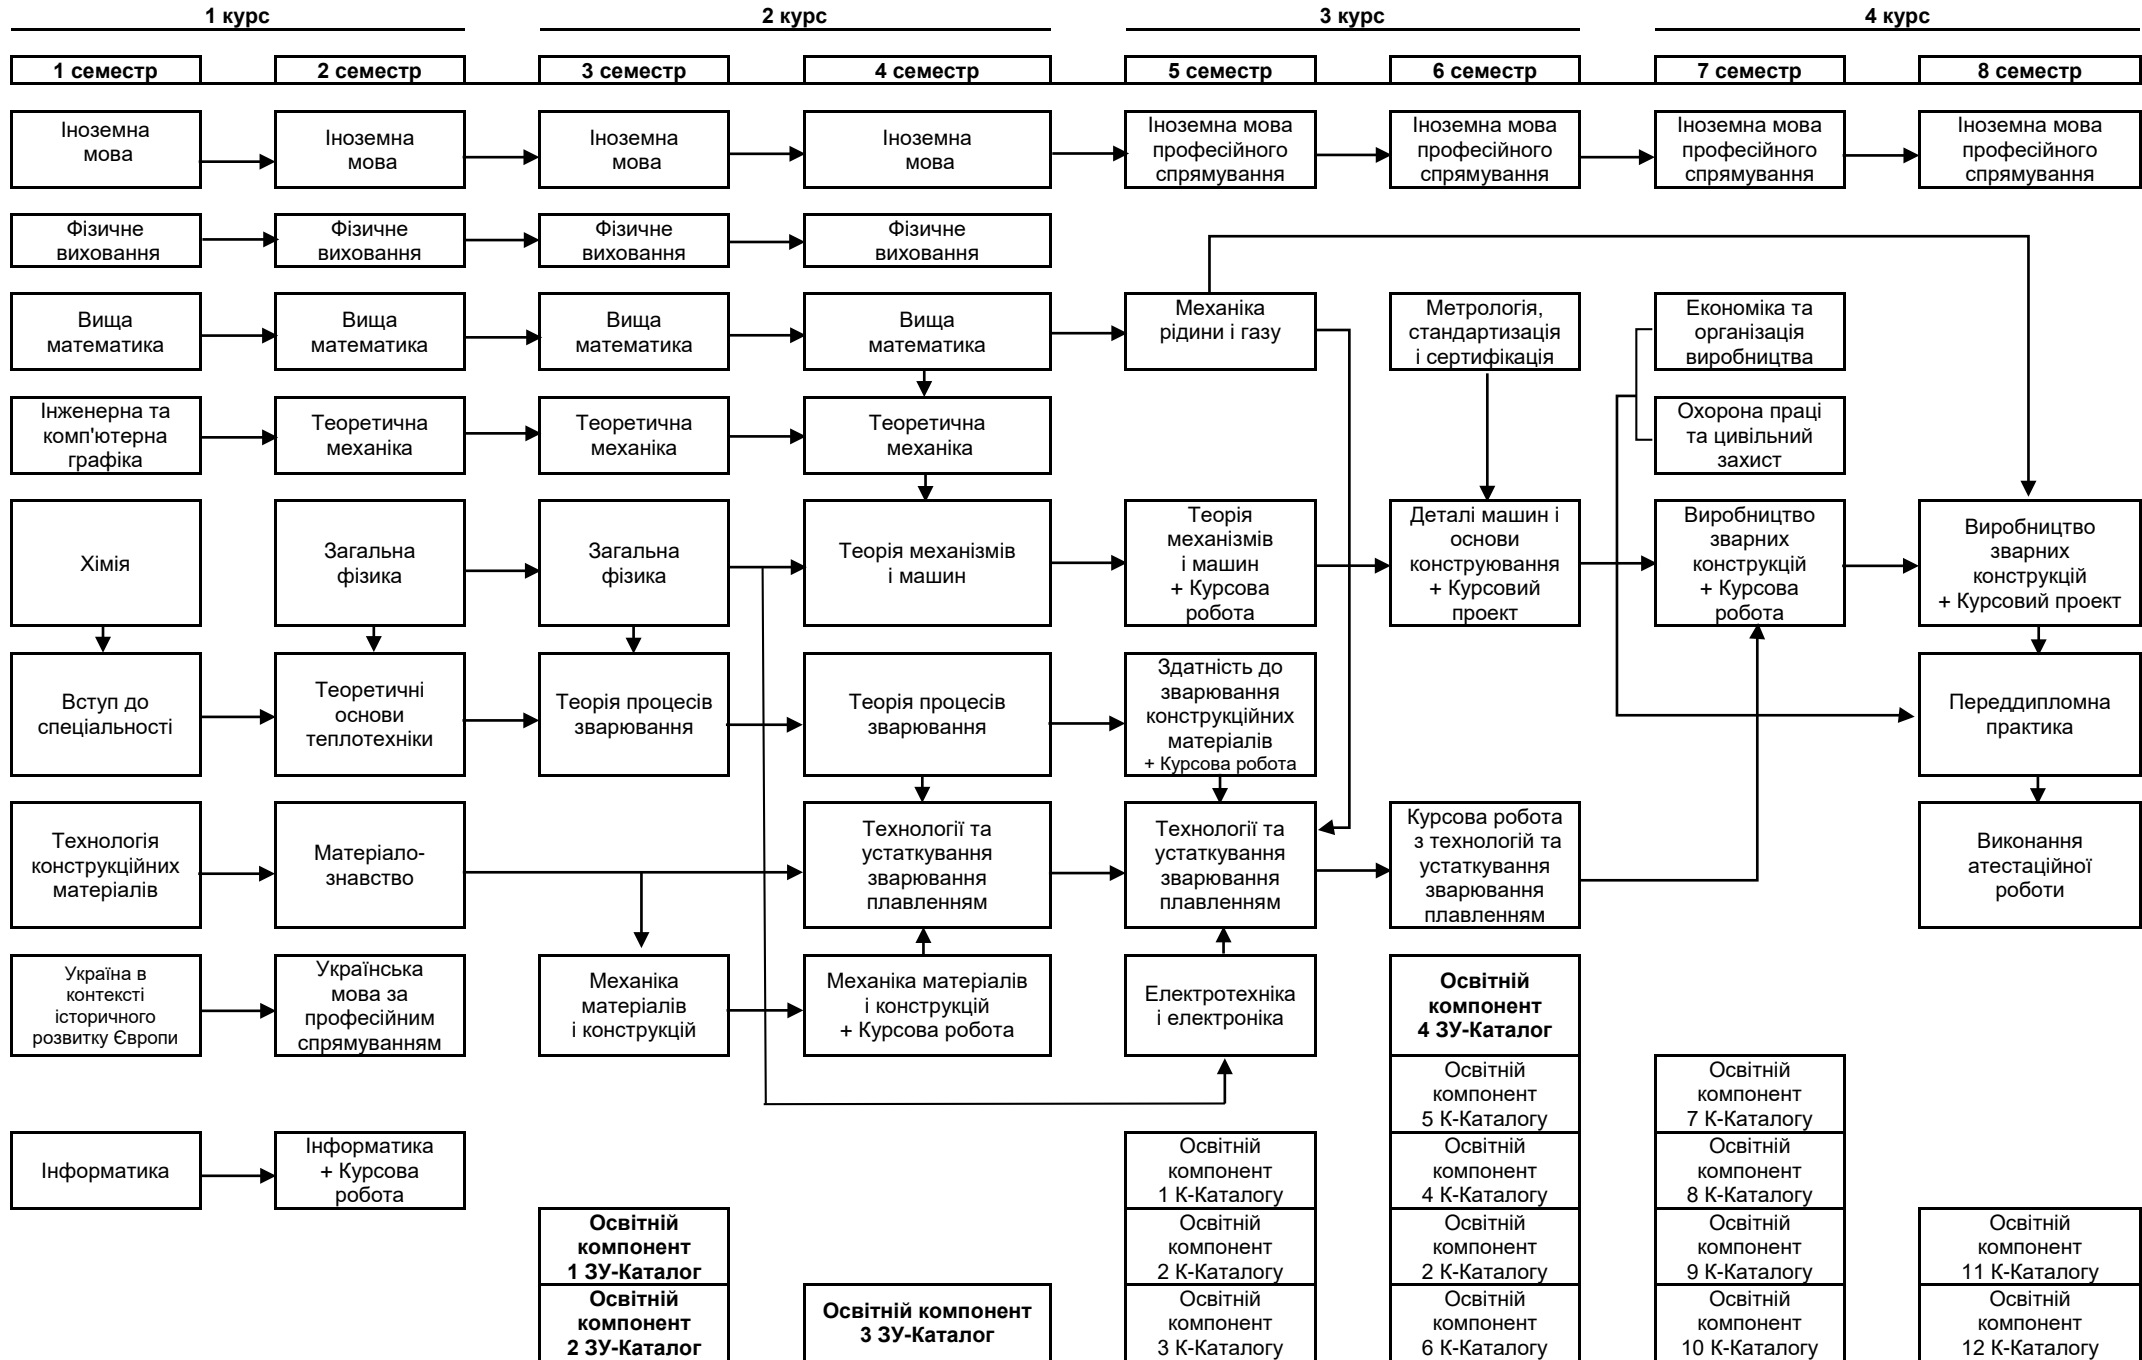 1 курс
2 курс
3 курс
4 курс
1 семестр
2 семестр
3 семестр
4 семестр
5 семестр
6 семестр
7 семестр
8 семестр
Іноземна
мова
Іноземна
мова
Іноземна
мова
Іноземна
мова
Іноземна мова
професійного
спрямування
Іноземна мова
професійного
спрямування
Іноземна мова
професійного
спрямування
Іноземна мова
професійного
спрямування
Фізичне
виховання
Фізичне
виховання
Фізичне
виховання
Фізичне
виховання
Вища
математика
Вища
математика
Вища
математика
Вища
математика
Механіка
рідини і газу
Метрологія,
стандартизація
і сертифікація
Економіка та
організація
виробництва
Інженерна та
комп'ютерна
графіка
Теоретична
механіка
Теоретична
механіка
Теоретична
механіка
Охорона праці
та цивільний
захист
Хімія
Загальна
фізика
Загальна
фізика
Теорія механізмів
і машин
Теорія
механізмів
і машин
+ Курсова
робота
Деталі машин і
основи
конструювання
+ Курсовий
проект
Виробництво
зварних
конструкцій
+ Курсова
робота
Виробництво
зварних
конструкцій
+ Курсовий проект
Вступ до
спеціальності
Теоретичні
основи
теплотехніки
Теорія процесів
зварювання
Теорія процесів
зварювання
Здатність до
зварювання
конструкційних
матеріалів
+ Курсова робота
Переддипломна
практика
Технологія
конструкційних
матеріалів
Матеріало-
знавство
Технології та
устаткування
зварювання
плавленням
Технології та
устаткування
зварювання
плавленням
Курсова робота
з технологій та
устаткування
зварювання
плавленням
Виконання
атестаційної
роботи
Україна в
контексті
історичного
розвитку Європи
Українська
мова за
професійним
спрямуванням
Механіка
матеріалів
і конструкцій
Механіка матеріалів
і конструкцій
+ Курсова робота
Електротехніка
і електроніка
Освітній
компонент
4 ЗУ-Каталог
Освітній
компонент
5 К-Каталогу
Освітній
компонент
7 К-Каталогу
Інформатика
Інформатика
+ Курсова
робота
Освітній
компонент
1 К-Каталогу
Освітній
компонент
4 К-Каталогу
Освітній
компонент
8 К-Каталогу
Освітній
компонент
1 ЗУ-Каталог
Освітній
компонент
2 К-Каталогу
Освітній
компонент
2 К-Каталогу
Освітній
компонент
9 К-Каталогу
Освітній
компонент
11 К-Каталогу
Освітній
компонент
2 ЗУ-Каталог
Освітній компонент
3 ЗУ-Каталог
Освітній
компонент
3 К-Каталогу
Освітній
компонент
6 К-Каталогу
Освітній
компонент
10 К-Каталогу
Освітній
компонент
12 К-Каталогу